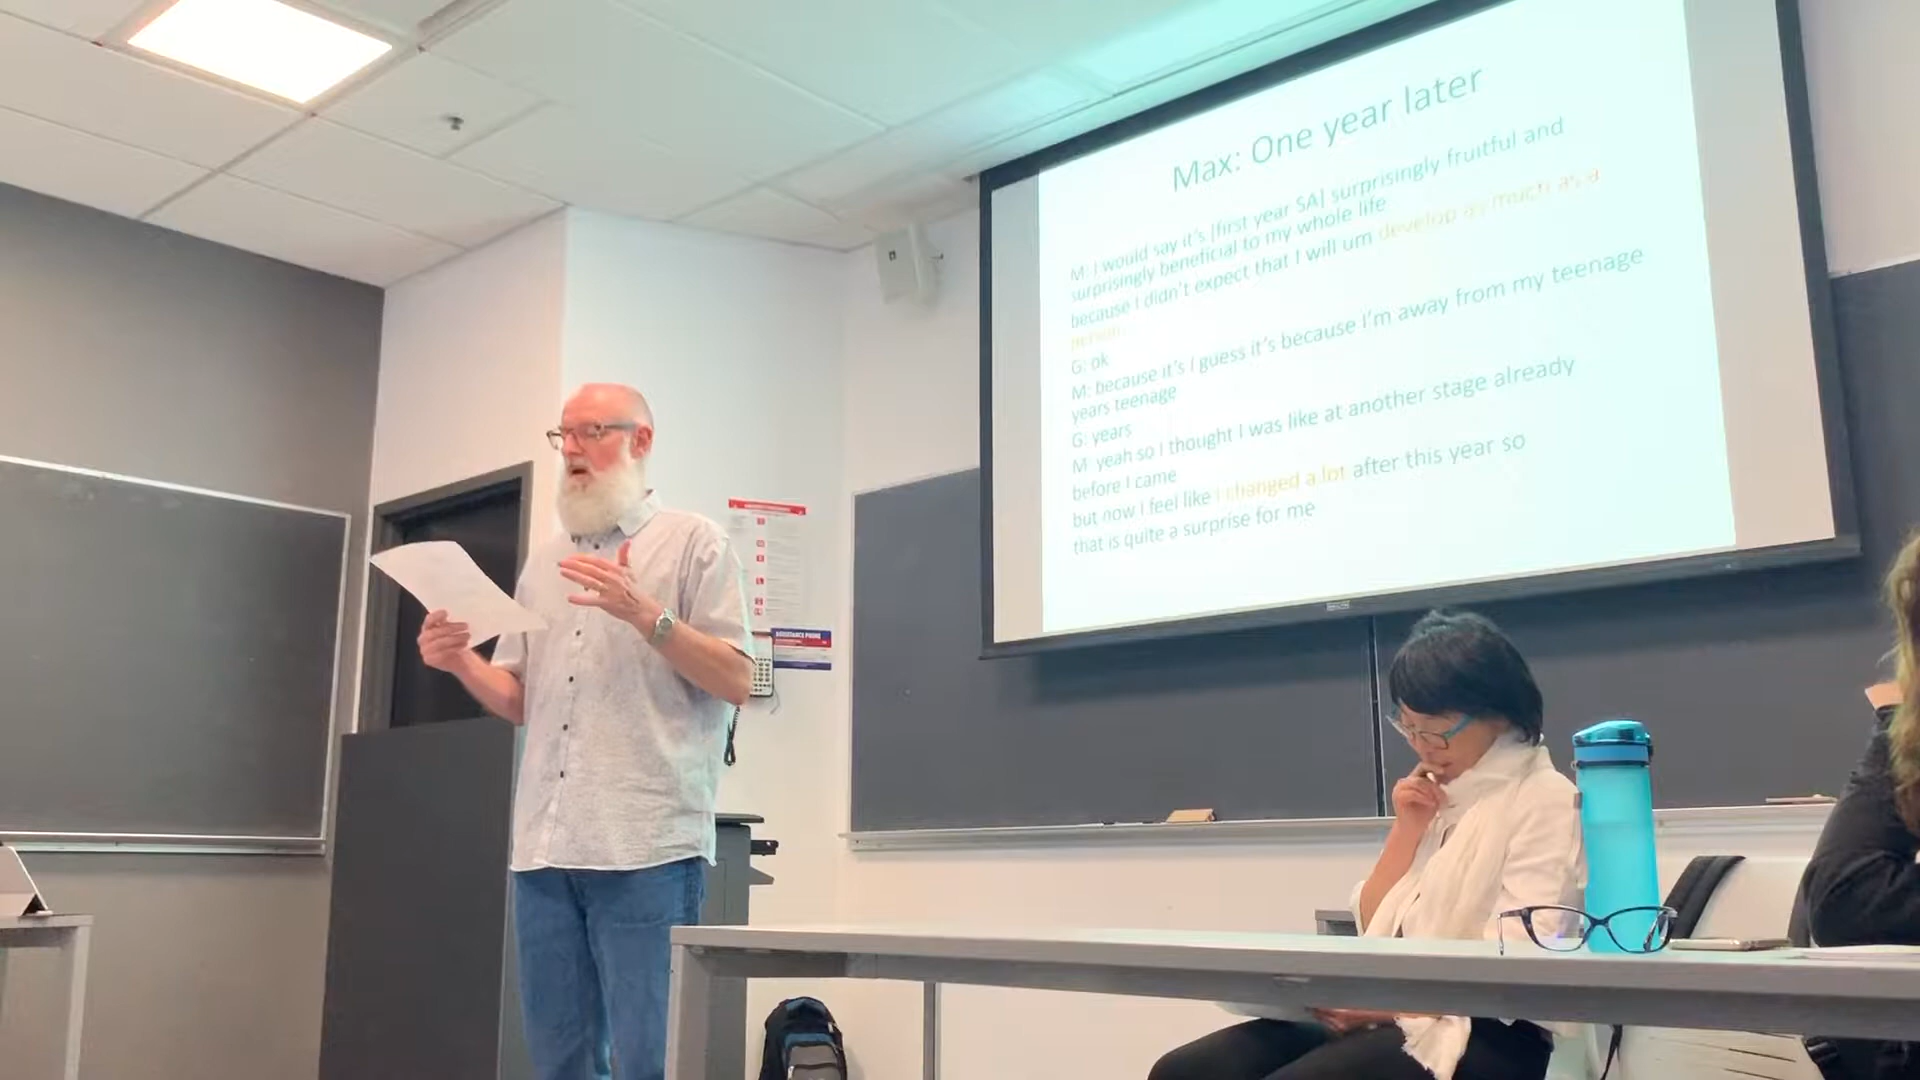 Max: One year later
M: I would say it's [first year SA] surprisingly fruitful and
surprisingly beneficial to my whole life
because I didn't expect that I will um develop as much as a
person
G: ok
M: because it's I guess it's because I'm away from my teenage
years teenage
G: years
M: yeah so I thought I was like at another stage already
before I came
but now I feel like I changed a lot after this year so
that is quite a surprise for me
ASSISTANCE PHONE